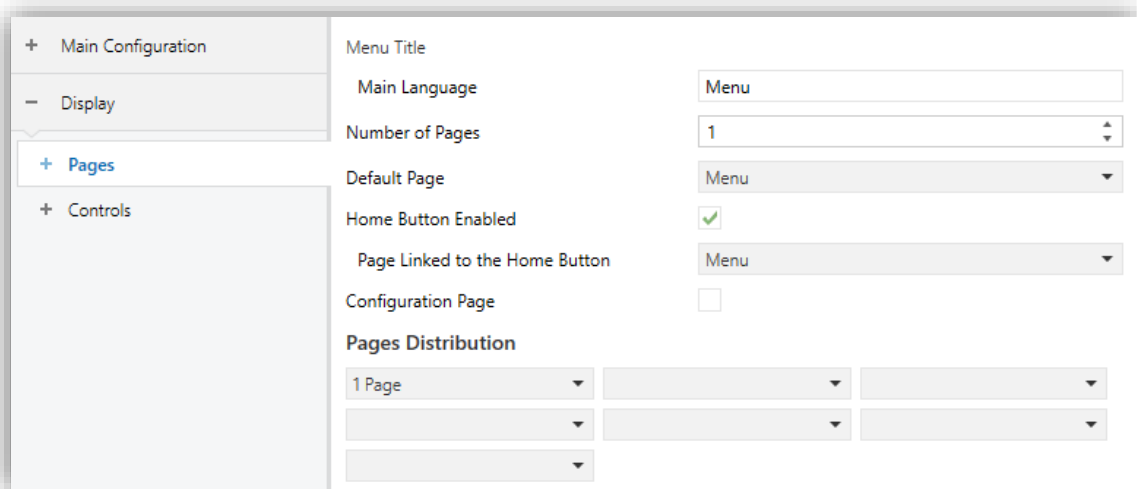 Main Configuration
Display
Pages
Controls
Menu Title
Main Language Menu
Number of Pages 1
Default Page Menu
Home Button Enabled
Page Linked to the Home Button Menu
Configuration Page
Pages Distribution
1 Page